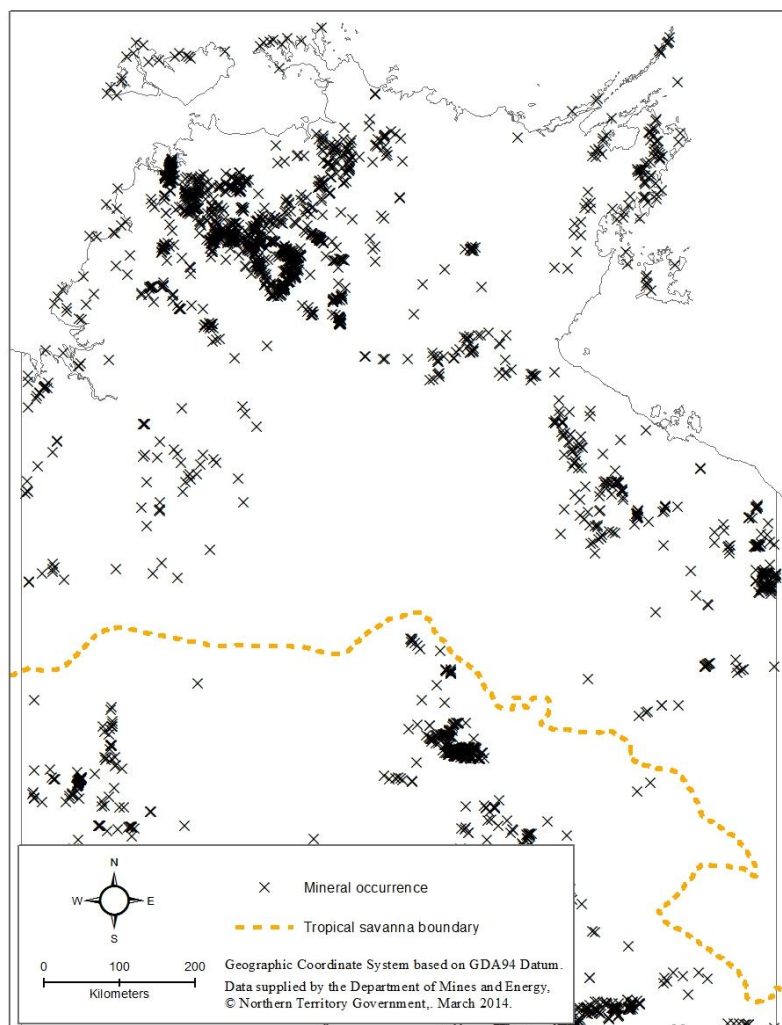 N
W E
S
0 100 200
Kilometers
Mineral occurrence
Tropical savanna boundary
Geographic Coordinate System based on GDA94 Datum.
Data supplied by the Department of Mines and Energy,
© Northern Territory Government,. March 2014.